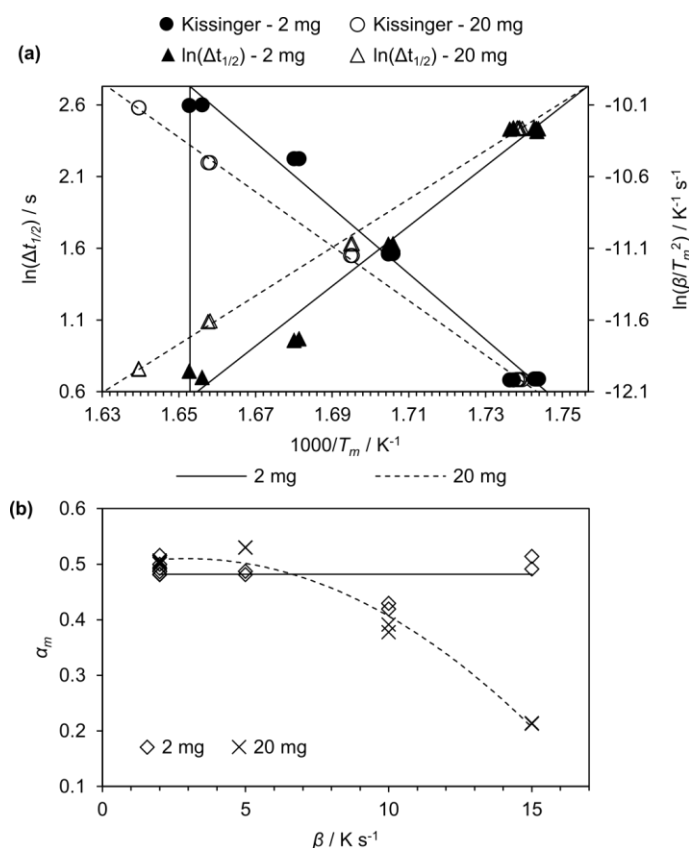 ● Kissinger - 2 mg ○ Kissinger - 20 mg
▲ ln(Δt1/2) - 2 mg △ ln(Δt1/2) - 20 mg
(a)
2.6
2.1
1.6
1.1
0.6
ln(Δt1/2) / s
-10.1
-10.6
-11.1
-11.6
-12.1
ln(β/Tm²) / K⁻¹ s⁻¹
1.63 1.65 1.67 1.69 1.71 1.73 1.75
1000/Tm / K⁻¹
2 mg 20 mg
(b)
0.6
0.5
0.4
0.3
0.2
0.1
αm
◇ 2 mg × 20 mg
0 5 10 15
β / K s⁻¹